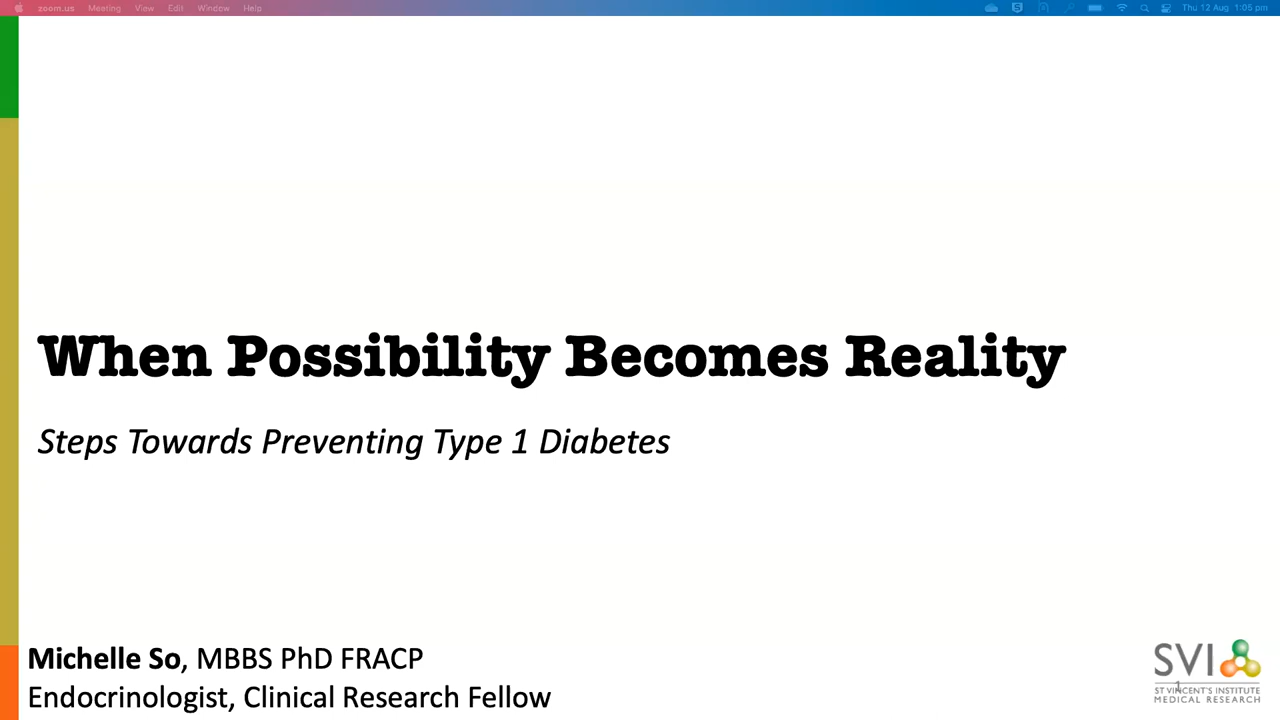 zoom.us Meeting View Edit Window Help Thu 12 Aug 1:05 pm
When Possibility Becomes Reality
Steps Towards Preventing Type 1 Diabetes
Michelle So, MBBS PhD FRACP
Endocrinologist, Clinical Research Fellow
SVI
1
ST VINCENT'S INSTITUTE
MEDICAL RESEARCH